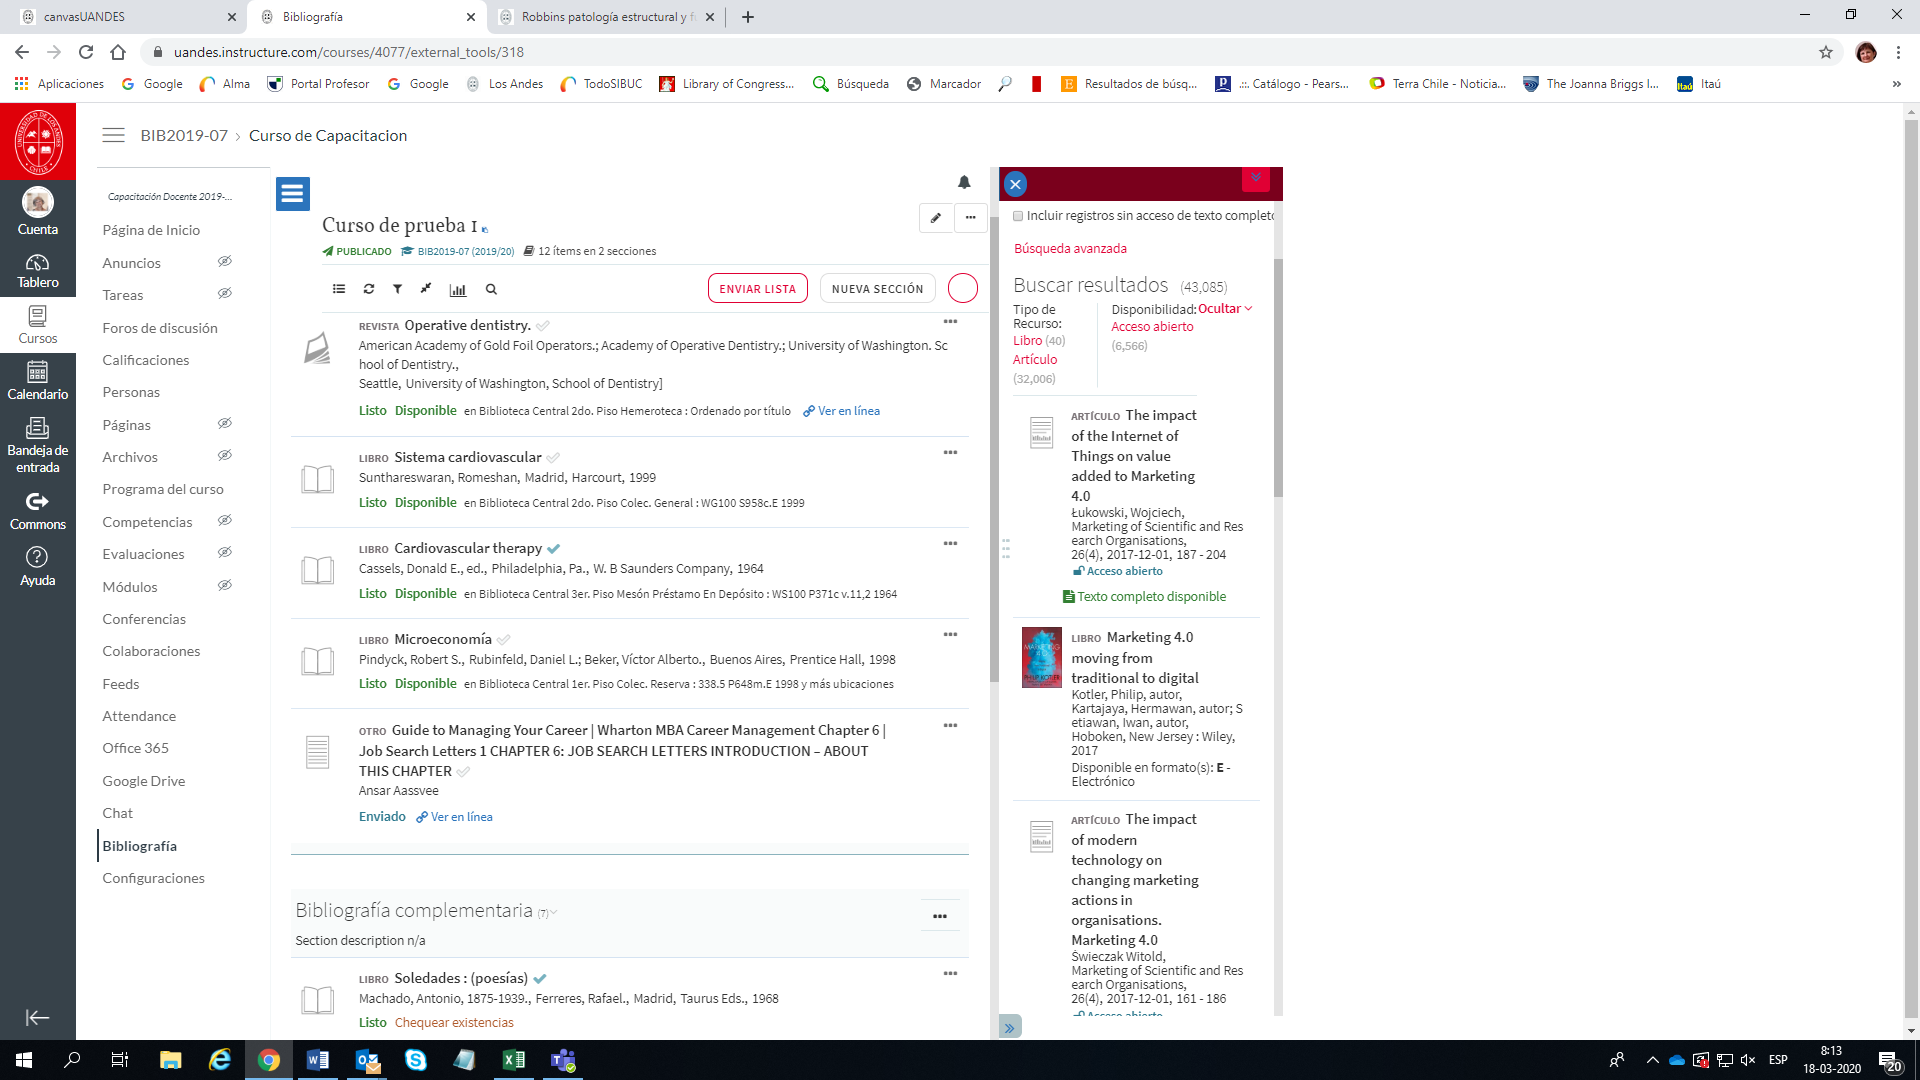 canvasUANDES
Bibliografía
Robbins patología estructural y f
uandes.instructure.com/courses/4077/external_tools/318
Aplicaciones
Google
Alma
Portal Profesor
Google
Los Andes
TodoSIBUC
Library of Congress...
Búsqueda
Marcador
Resultados de búsq...
.::. Catálogo - Pears...
Terra Chile - Noticia...
The Joanna Briggs I...
Itaú
BIB2019-07 › Curso de Capacitacion
Cuenta
Tablero
Cursos
Calendario
Bandeja de
entrada
Commons
Ayuda
Capacitación Docente 2019-...
Página de Inicio
Anuncios
Tareas
Foros de discusión
Calificaciones
Personas
Páginas
Archivos
Programa del curso
Competencias
Evaluaciones
Módulos
Conferencias
Colaboraciones
Feeds
Attendance
Office 365
Google Drive
Chat
Bibliografía
Configuraciones
Curso de prueba 1
PUBLICADO BIB2019-07 (2019/20) 12 ítems en 2 secciones
ENVIAR LISTA NUEVA SECCIÓN
REVISTA Operative dentistry.
American Academy of Gold Foil Operators.; Academy of Operative Dentistry.; University of Washington. Sc
hool of Dentistry.,
Seattle, University of Washington, School of Dentistry]
Listo Disponible en Biblioteca Central 2do. Piso Hemeroteca : Ordenado por título Ver en línea
LIBRO Sistema cardiovascular
Sunthareswaran, Romeshan, Madrid, Harcourt, 1999
Listo Disponible en Biblioteca Central 2do. Piso Colec. General : WG100 S958c.E 1999
LIBRO Cardiovascular therapy
Cassels, Donald E., ed., Philadelphia, Pa., W. B Saunders Company, 1964
Listo Disponible en Biblioteca Central 3er. Piso Mesón Préstamo En Depósito : WS100 P371c v.11,2 1964
LIBRO Microeconomía
Pindyck, Robert S., Rubinfeld, Daniel L.; Beker, Víctor Alberto., Buenos Aires, Prentice Hall, 1998
Listo Disponible en Biblioteca Central 1er. Piso Colec. Reserva : 338.5 P648m.E 1998 y más ubicaciones
OTRO Guide to Managing Your Career | Wharton MBA Career Management Chapter 6 |
Job Search Letters 1 CHAPTER 6: JOB SEARCH LETTERS INTRODUCTION – ABOUT
THIS CHAPTER
Ansar Aassvee
Enviado Ver en línea
Bibliografía complementaria (7)
Section description n/a
LIBRO Soledades : (poesías)
Machado, Antonio, 1875-1939., Ferreres, Rafael., Madrid, Taurus Eds., 1968
Listo Chequear existencias
Incluir registros sin acceso de texto completo
Búsqueda avanzada
Buscar resultados (43,085)
Tipo de
Recurso:
Libro (40)
Artículo
(32,006)
Disponibilidad: Ocultar
Acceso abierto
(6,566)
ARTÍCULO The impact
of the Internet of
Things on value
added to Marketing
4.0
Łukowski, Wojciech,
Marketing of Scientific and Res
earch Organisations,
26(4), 2017-12-01, 187 - 204
Acceso abierto
Texto completo disponible
LIBRO Marketing 4.0
moving from
traditional to digital
Kotler, Philip, autor,
Kartajaya, Hermawan, autor; S
etiawan, Iwan, autor,
Hoboken, New Jersey : Wiley,
2017
Disponible en formato(s): E -
Electrónico
ARTÍCULO The impact
of modern
technology on
changing marketing
actions in
organisations.
Marketing 4.0
Świeczak Witold,
Marketing of Scientific and Res
earch Organisations,
26(4), 2017-12-01, 161 - 186
Acceso abierto
ESP
8:13
18-03-2020
20